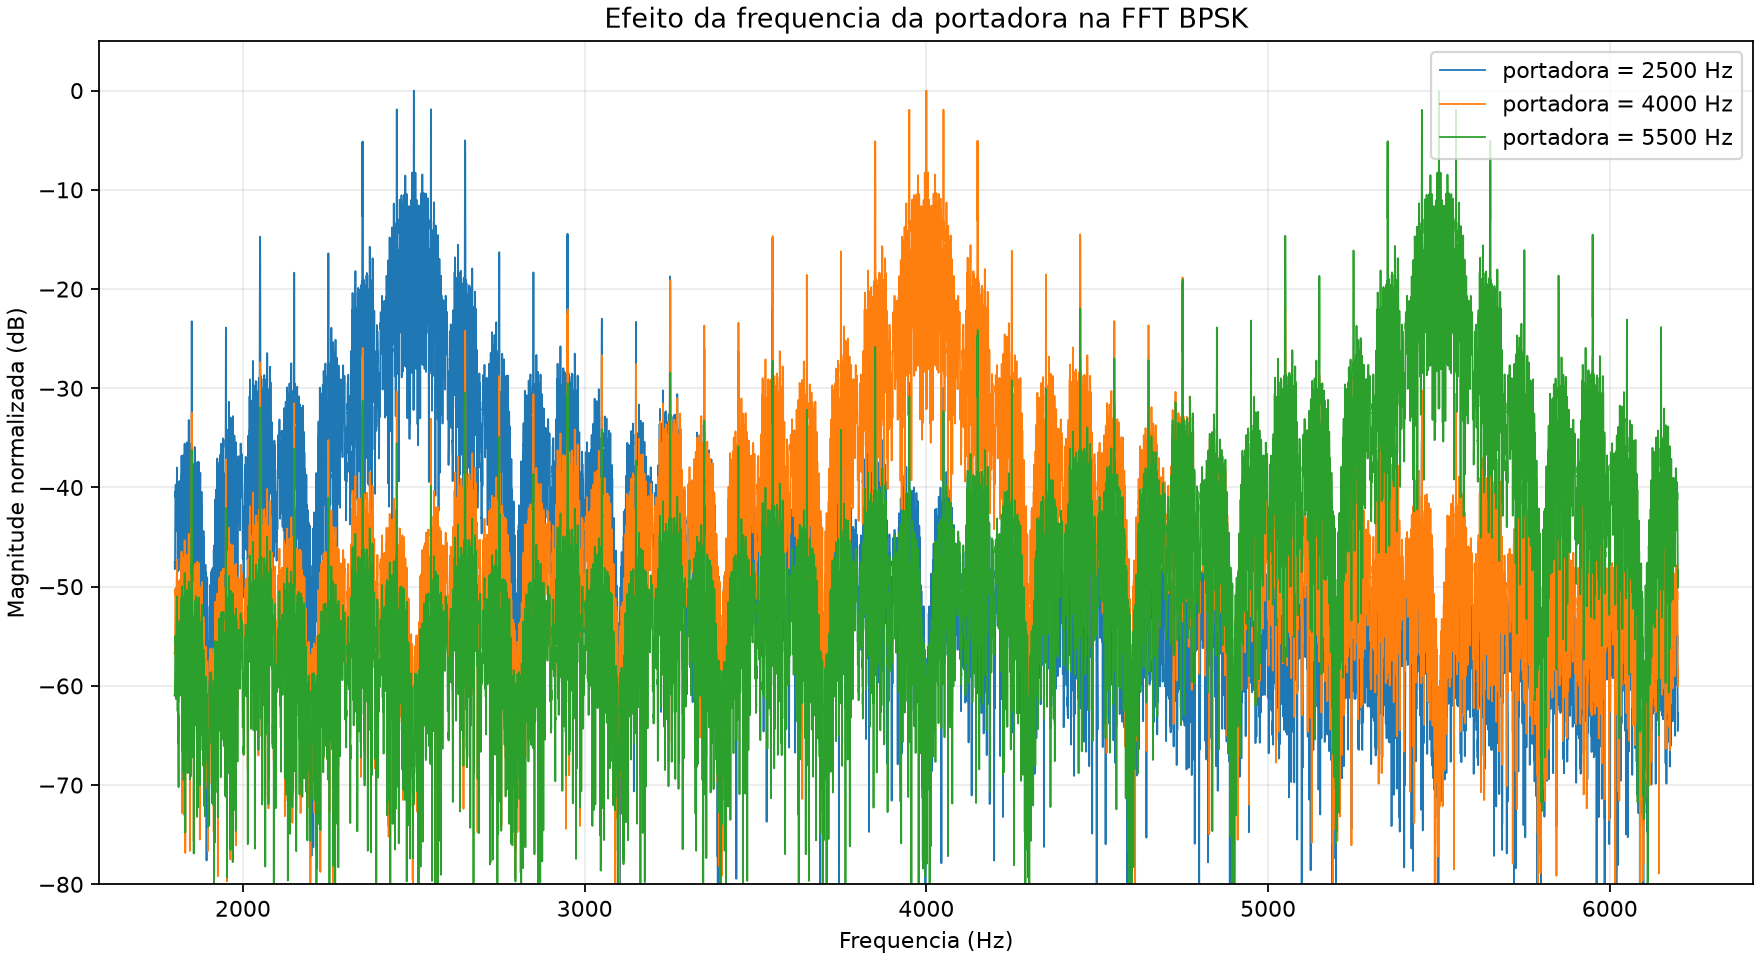 Efeito da frequencia da portadora na FFT BPSK
portadora = 2500 Hz
portadora = 4000 Hz
portadora = 5500 Hz
Magnitude normalizada (dB)
0
−10
−20
−30
−40
−50
−60
−70
−80
2000 3000 4000 5000 6000
Frequencia (Hz)